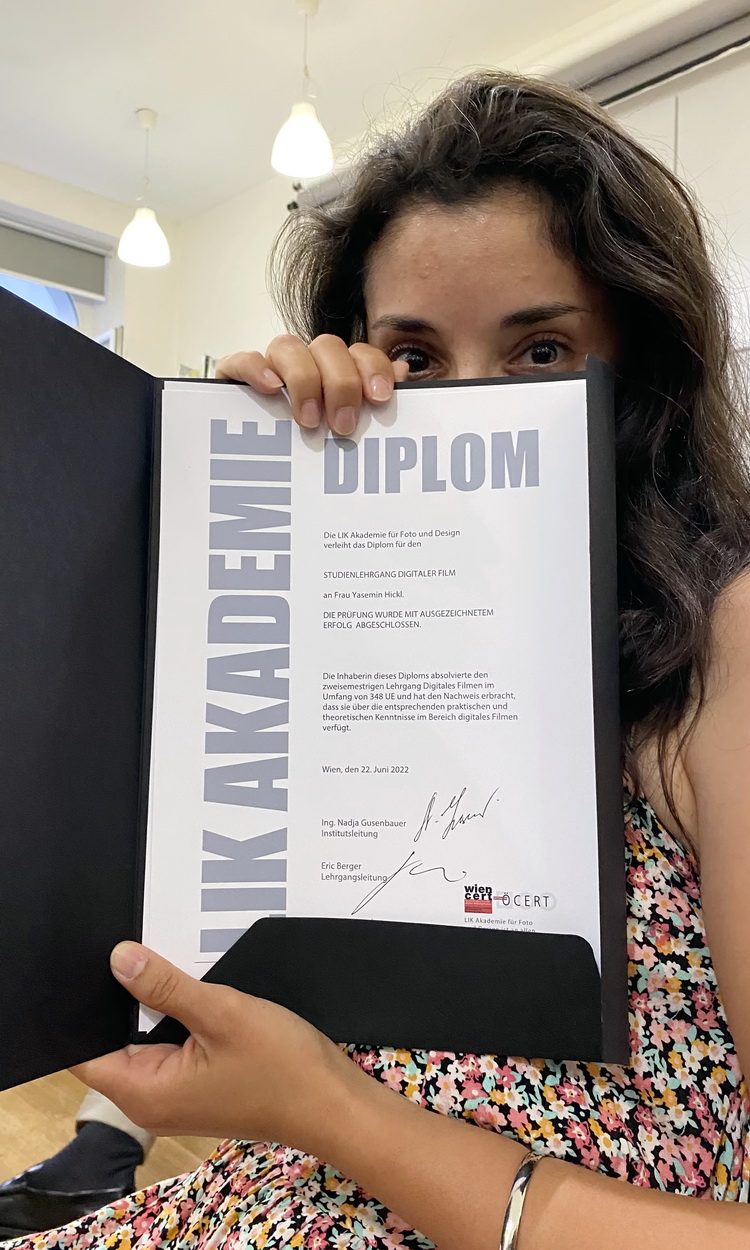 LIK AKADEMIE
DIPLOM
Die LIK Akademie für Foto und Design
verleiht das Diplom für den
STUDIENLEHRGANG DIGITALER FILM
an Frau Yasemin Hickl.
DIE PRÜFUNG WURDE MIT AUSGEZEICHNETEM
ERFOLG ABGESCHLOSSEN.
Die Inhaberin dieses Diploms absolvierte den
zweisemestrigen Lehrgang Digitales Filmen im
Umfang von 348 UE und hat den Nachweis erbracht,
dass sie über die entsprechenden praktischen und
theoretischen Kenntnisse im Bereich digitales Filmen
verfügt.
Wien, den 22. Juni 2022
Ing. Nadja Gusenbauer
Institutsleitung
Eric Berger
Lehrgangsleitung
wien
cert
ÖCERT
LIK Akademie für Foto